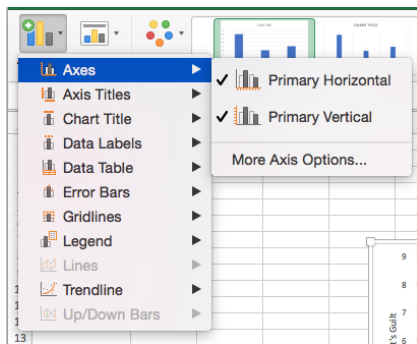 Chart Title
CHART TITLE
Axes
Primary Horizontal
Axis Titles
Chart Title
Primary Vertical
Data Labels
More Axis Options...
Data Table
Error Bars
Gridlines
Legend
Lines
9
Trendline
8
Up/Down Bars
7
13
6